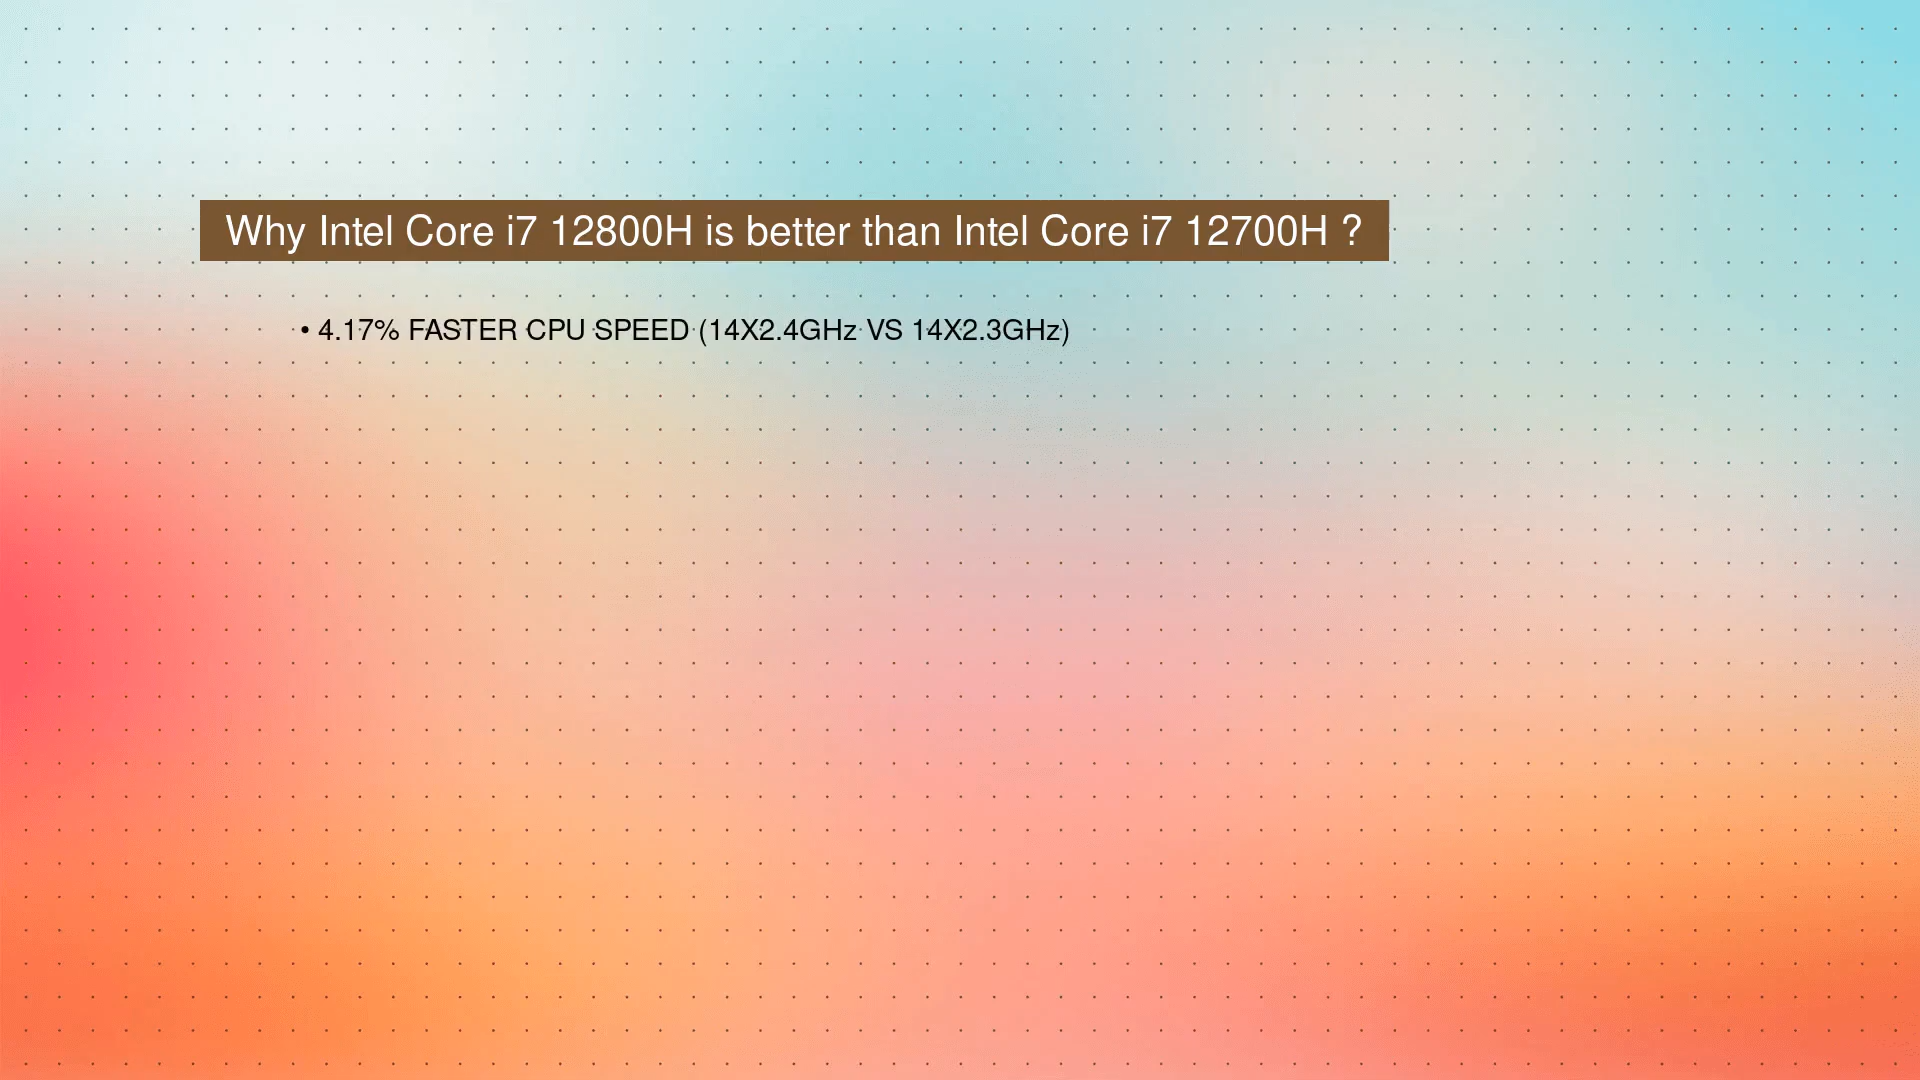 Why Intel Core i7 12800H is better than Intel Core i7 12700H ?
• 4.17% FASTER CPU SPEED (14X2.4GHz VS 14X2.3GHz)